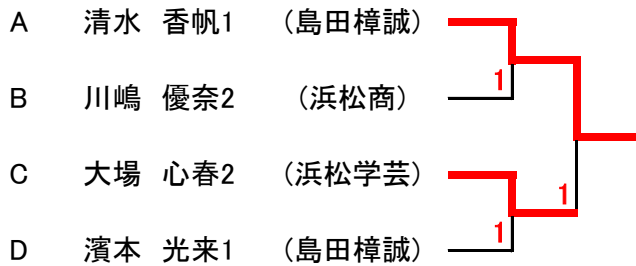 A 清水 香帆1 (島田樟誠)
1
B 川嶋 優奈2 (浜松商)
C 大場 心春2 (浜松学芸)
1
1
D 濱本 光来1 (島田樟誠)